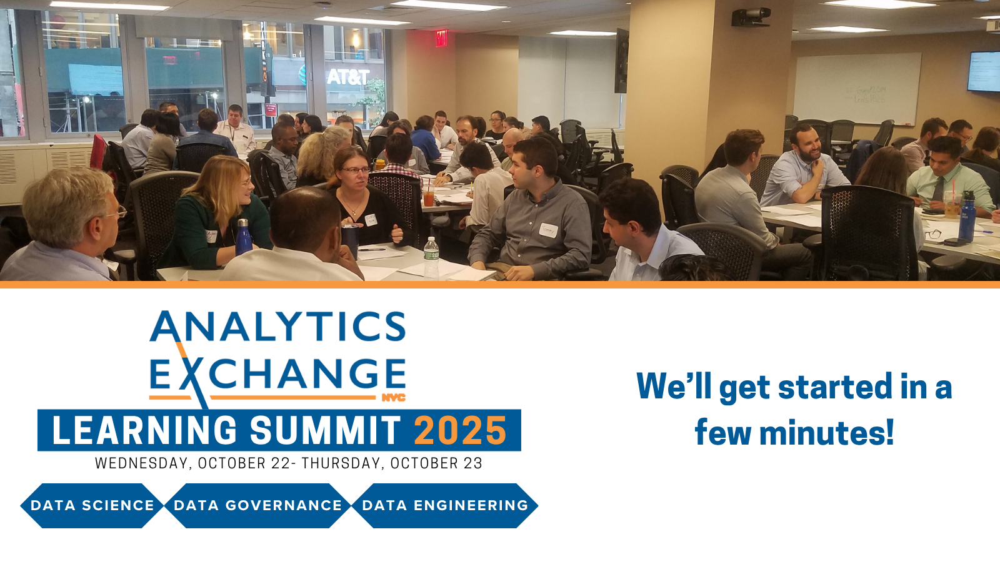 EXIT
AT&T
Tommy
ANALYTICS
EXCHANGE
NYC
LEARNING SUMMIT 2025
WEDNESDAY, OCTOBER 22- THURSDAY, OCTOBER 23
DATA SCIENCE
DATA GOVERNANCE
DATA ENGINEERING
We'll get started in a
few minutes!